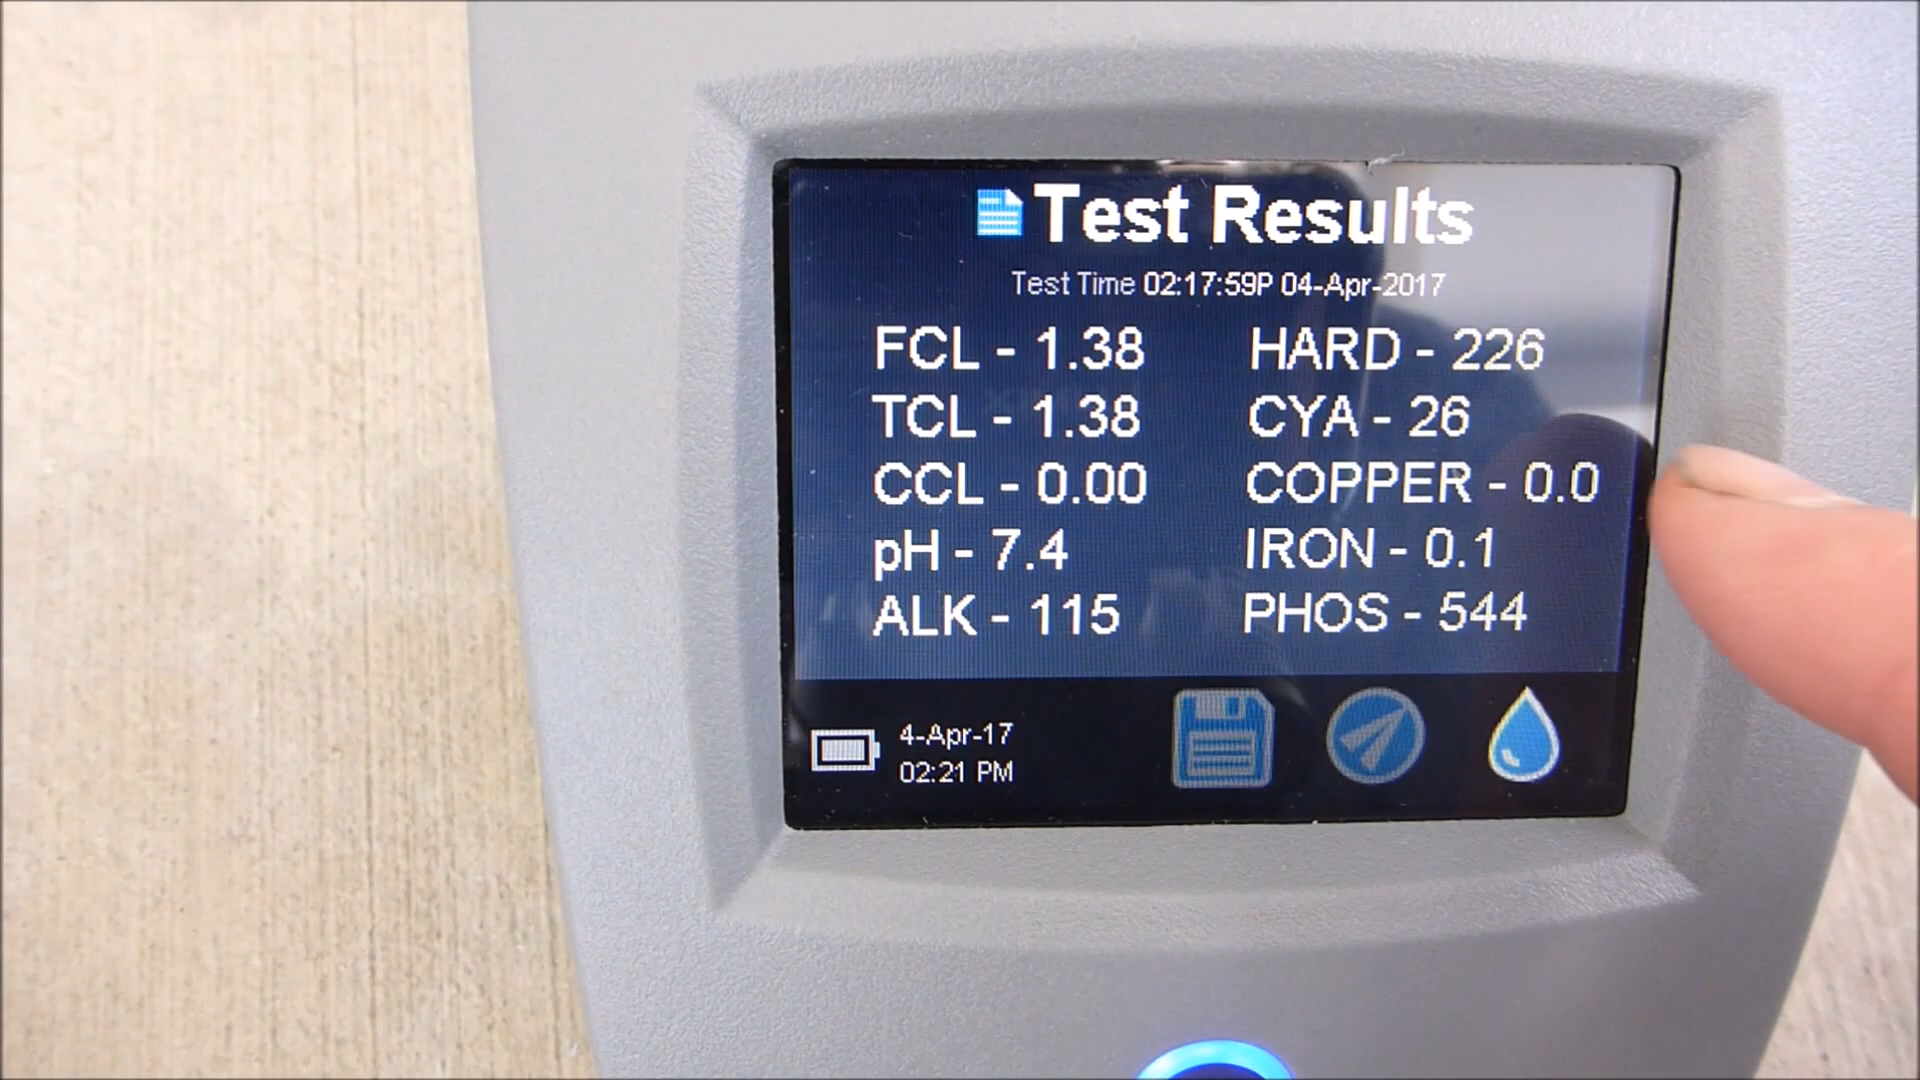 Test Results
Test Time 02:17:59P 04-Apr-2017
FCL - 1.38
TCL - 1.38
CCL - 0.00
pH - 7.4
ALK - 115
HARD - 226
CYA - 26
COPPER - 0.0
IRON - 0.1
PHOS - 544
4-Apr-17
02:21 PM